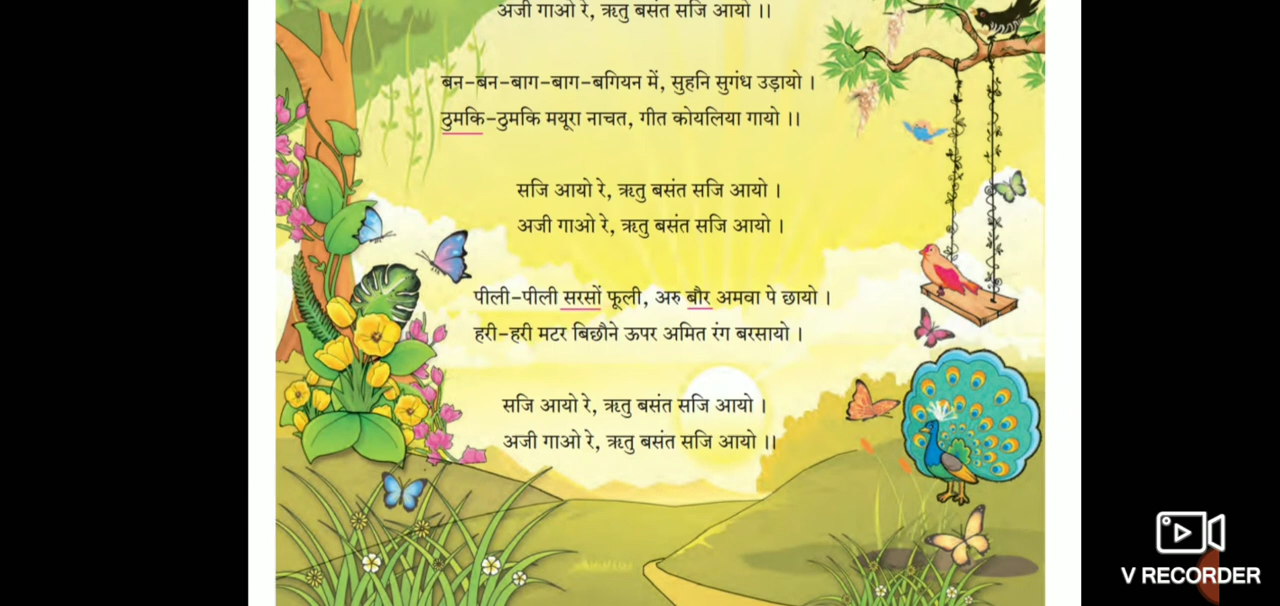 अजी गाओ रे, ऋतु बसंत सजि आयो ।।
बन-बन-बाग-बाग-बगियन में, सुहनि सुगंध उड़ायो ।
ठुमकि-ठुमकि मयूरा नाचत, गीत कोयलिया गायो ।।
सजि आयो रे, ऋतु बसंत सजि आयो ।
अजी गाओ रे, ऋतु बसंत सजि आयो ।
पीली-पीली सरसों फूली, अरु बौर अमवा पे छायो ।
हरी-हरी मटर बिछौने ऊपर अमित रंग बरसायो ।
सजि आयो रे, ऋतु बसंत सजि आयो ।
अजी गाओ रे, ऋतु बसंत सजि आयो ।।
V RECORDER